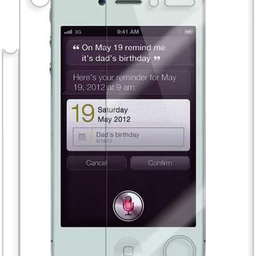 3G 9:41 AM
“ On May 19 remind me
it's dad's birthday ”
Here's your reminder for May
19, 2012 at 9 am:
19 Saturday
May 2012
Dad's birthday
Cancel Confirm